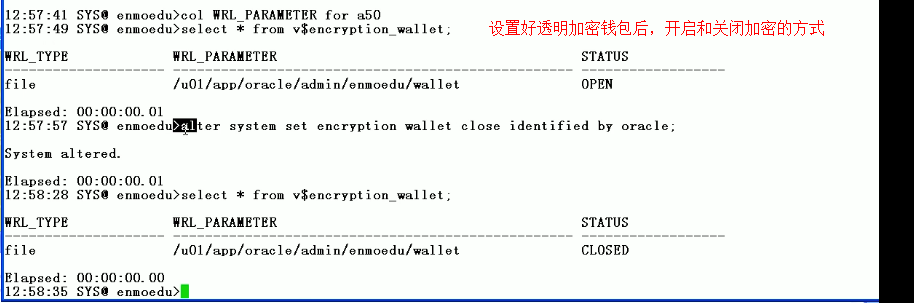 12:57:41 SYS@ enmoedu>col WRL_PARAMETER for a50
12:57:49 SYS@ enmoedu>select * from v$encryption_wallet;
设置好透明加密钱包后，开启和关闭加密的方式
WRL_TYPE WRL_PARAMETER STATUS
-------------------- -------------------------------------------------- ------------------
file /u01/app/oracle/admin/enmoedu/wallet OPEN
Elapsed: 00:00:00.01
12:57:57 SYS@ enmoedu>alter system set encryption wallet close identified by oracle;
System altered.
Elapsed: 00:00:00.01
12:58:28 SYS@ enmoedu>select * from v$encryption_wallet;
WRL_TYPE WRL_PARAMETER STATUS
-------------------- -------------------------------------------------- ------------------
file /u01/app/oracle/admin/enmoedu/wallet CLOSED
Elapsed: 00:00:00.00
12:58:35 SYS@ enmoedu>